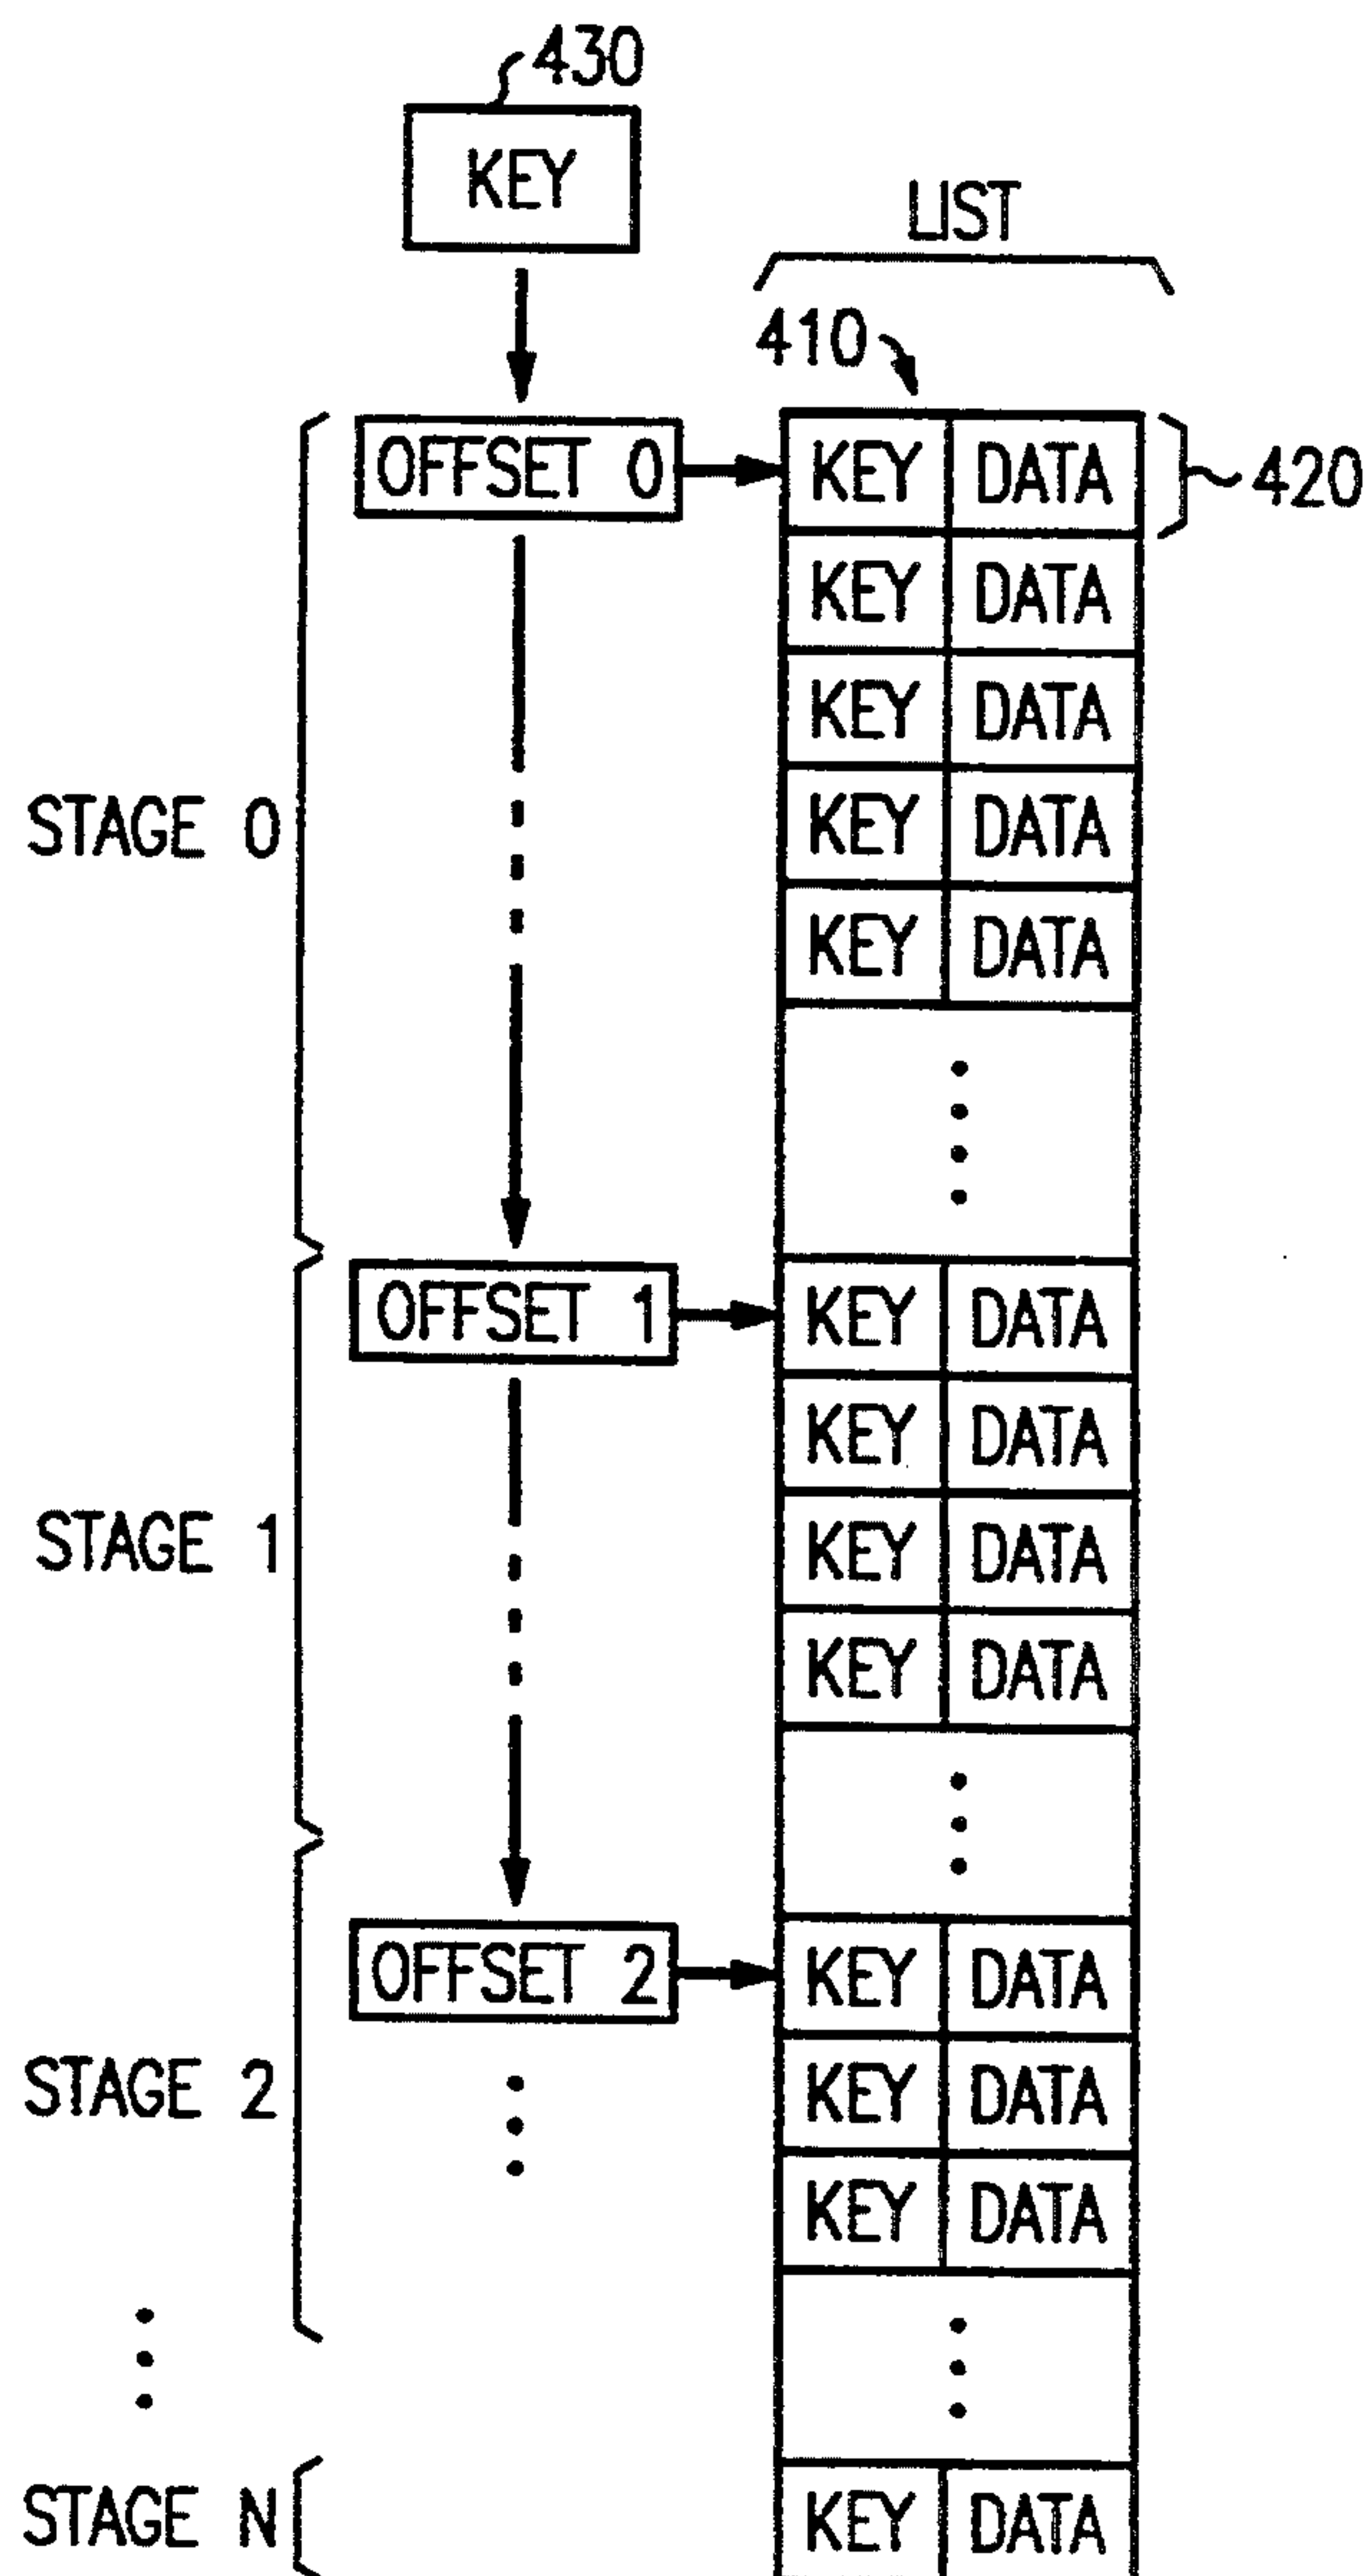 430
KEY
LIST
410
OFFSET 0 KEY DATA 420
KEY DATA
KEY DATA
STAGE 0 KEY DATA
KEY DATA
OFFSET 1 KEY DATA
KEY DATA
STAGE 1 KEY DATA
KEY DATA
OFFSET 2 KEY DATA
STAGE 2 KEY DATA
KEY DATA
STAGE N KEY DATA